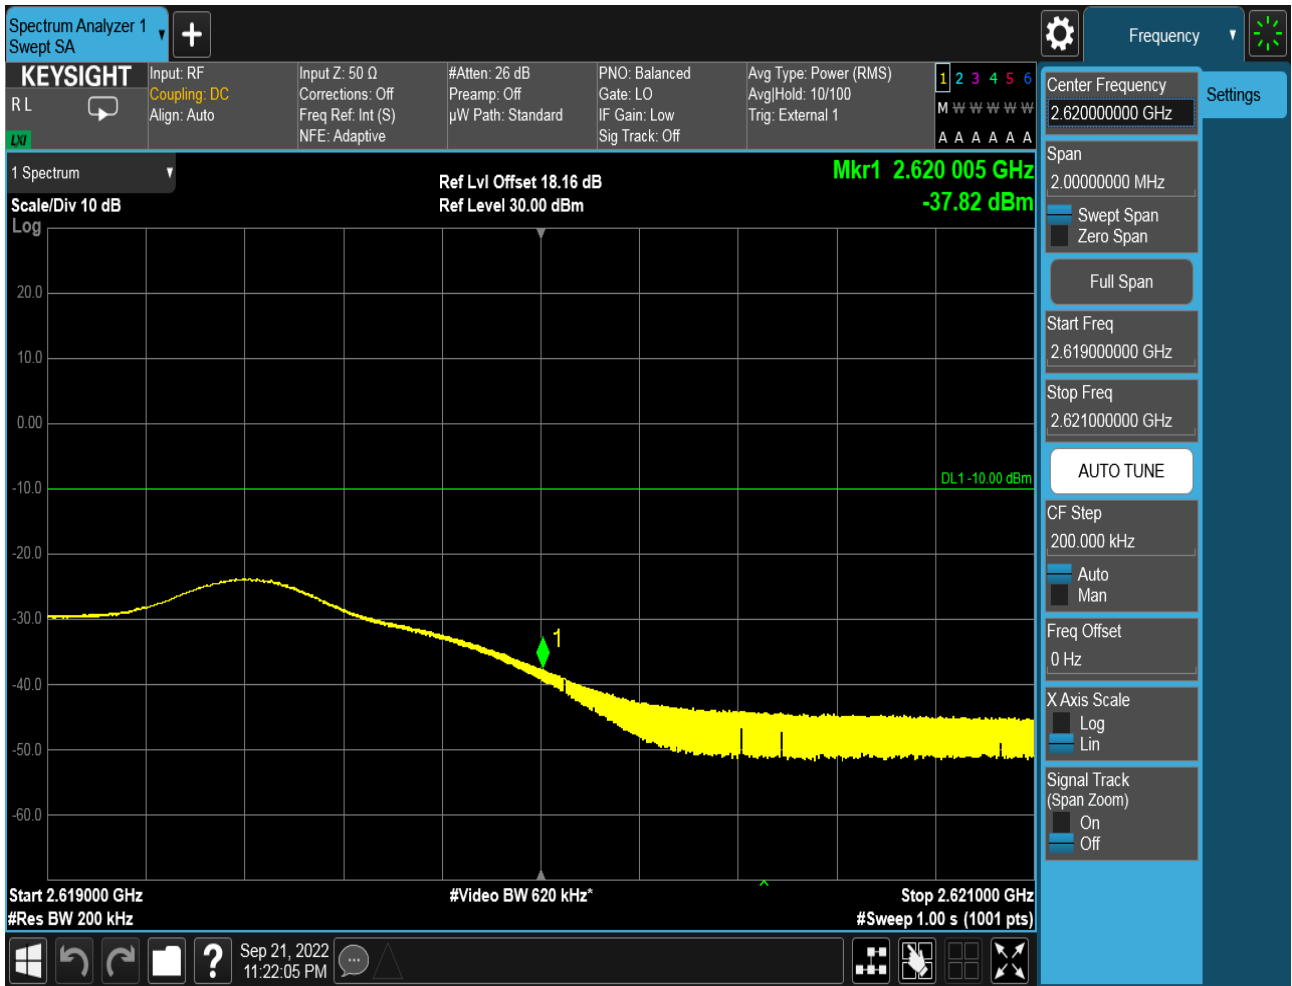 Spectrum Analyzer 1
Swept SA
Frequency
KEYSIGHT
R L
LXI
Input: RF
Coupling: DC
Align: Auto
Input Z: 50 Ω
Corrections: Off
Freq Ref: Int (S)
NFE: Adaptive
#Atten: 26 dB
Preamp: Off
µW Path: Standard
PNO: Balanced
Gate: LO
IF Gain: Low
Sig Track: Off
Avg Type: Power (RMS)
Avg|Hold: 10/100
Trig: External 1
1 2 3 4 5 6
M W W W W W
A A A A A A
1 Spectrum
Scale/Div 10 dB
Log
Ref Lvl Offset 18.16 dB
Ref Level 30.00 dBm
Mkr1 2.620 005 GHz
-37.82 dBm
20.0
10.0
0.00
-10.0
-20.0
-30.0
-40.0
-50.0
-60.0
DL1 -10.00 dBm
1
Start 2.619000 GHz
#Res BW 200 kHz
#Video BW 620 kHz*
Stop 2.621000 GHz
#Sweep 1.00 s (1001 pts)
Sep 21, 2022
11:22:05 PM
Center Frequency
2.620000000 GHz
Settings
Span
2.00000000 MHz
Swept Span
Zero Span
Full Span
Start Freq
2.619000000 GHz
Stop Freq
2.621000000 GHz
AUTO TUNE
CF Step
200.000 kHz
Auto
Man
Freq Offset
0 Hz
X Axis Scale
Log
Lin
Signal Track
(Span Zoom)
On
Off